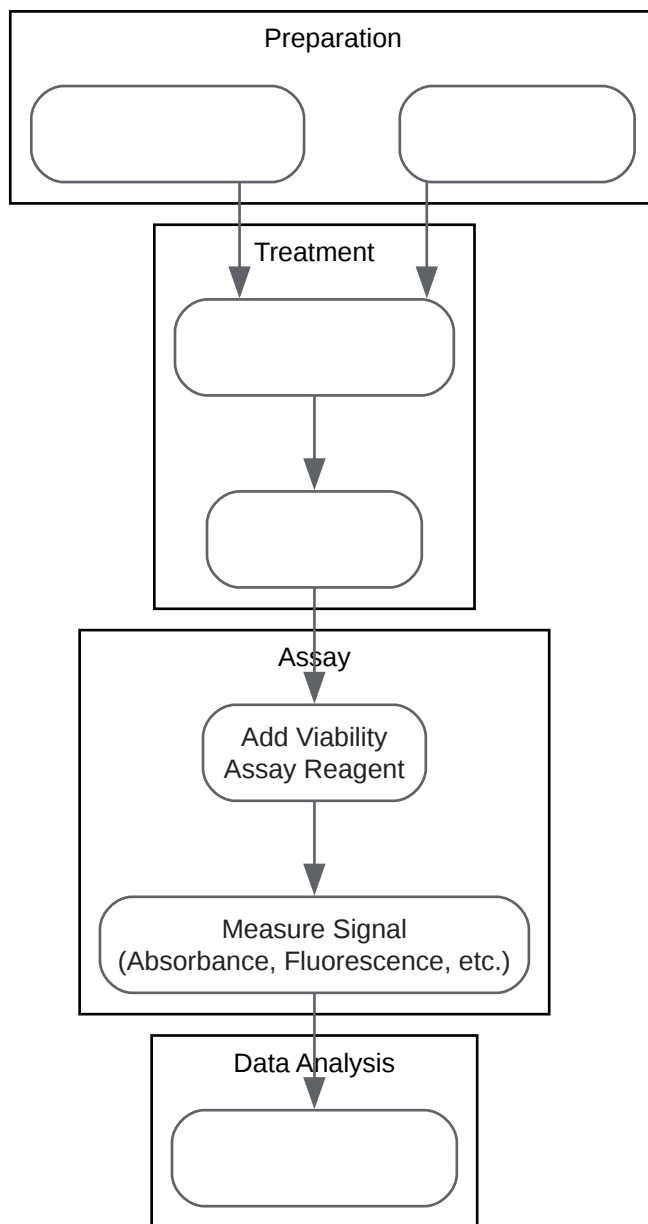 Preparation
Treatment
Assay
Add Viability
Assay Reagent
Measure Signal
(Absorbance, Fluorescence, etc.)
Data Analysis